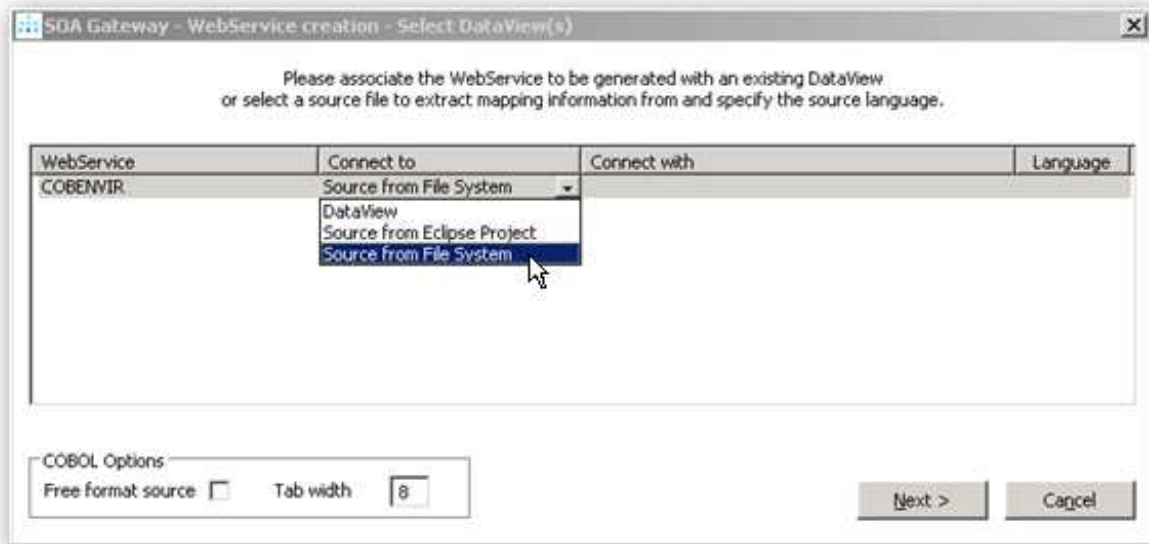 SOA Gateway - WebService creation - Select DataView(s)
Please associate the WebService to be generated with an existing DataView
or select a source file to extract mapping information from and specify the source language.
WebService Connect to Connect with Language
COBENVIR Source from File System
DataView
Source from Eclipse Project
Source from File System
COBOL Options
Free format source Tab width 8
Next > Cancel